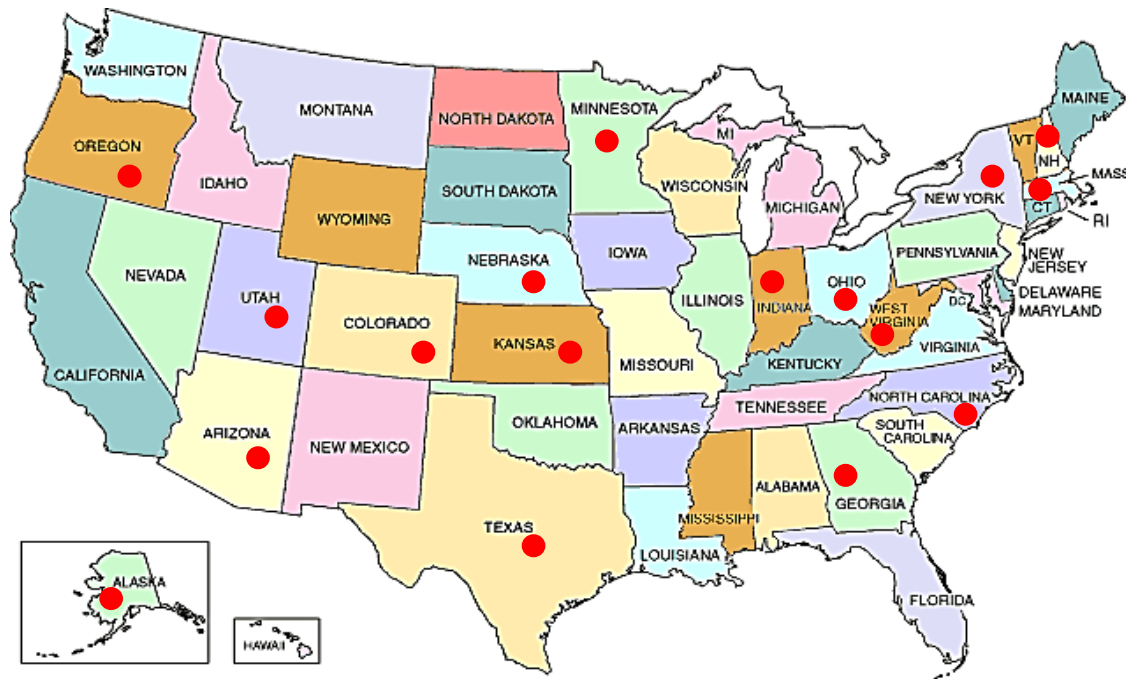 WASHINGTON
MONTANA
NORTH DAKOTA
MINNESOTA
MAINE
OREGON
IDAHO
SOUTH DAKOTA
WISCONSIN
MI
MICHIGAN
VT
NH
MASS
NEW YORK
CT
RI
WYOMING
NEVADA
UTAH
NEBRASKA
IOWA
ILLINOIS
INDIANA
OHIO
PENNSYLVANIA
NEW
JERSEY
DELAWARE
MARYLAND
DC
WEST
VIRGINIA
VIRGINIA
CALIFORNIA
COLORADO
KANSAS
MISSOURI
KENTUCKY
NORTH CAROLINA
TENNESSEE
SOUTH
CAROLINA
ARIZONA
NEW MEXICO
OKLAHOMA
ARKANSAS
MISSISSIPPI
ALABAMA
GEORGIA
TEXAS
LOUISIANA
FLORIDA
ALASKA
HAWAII